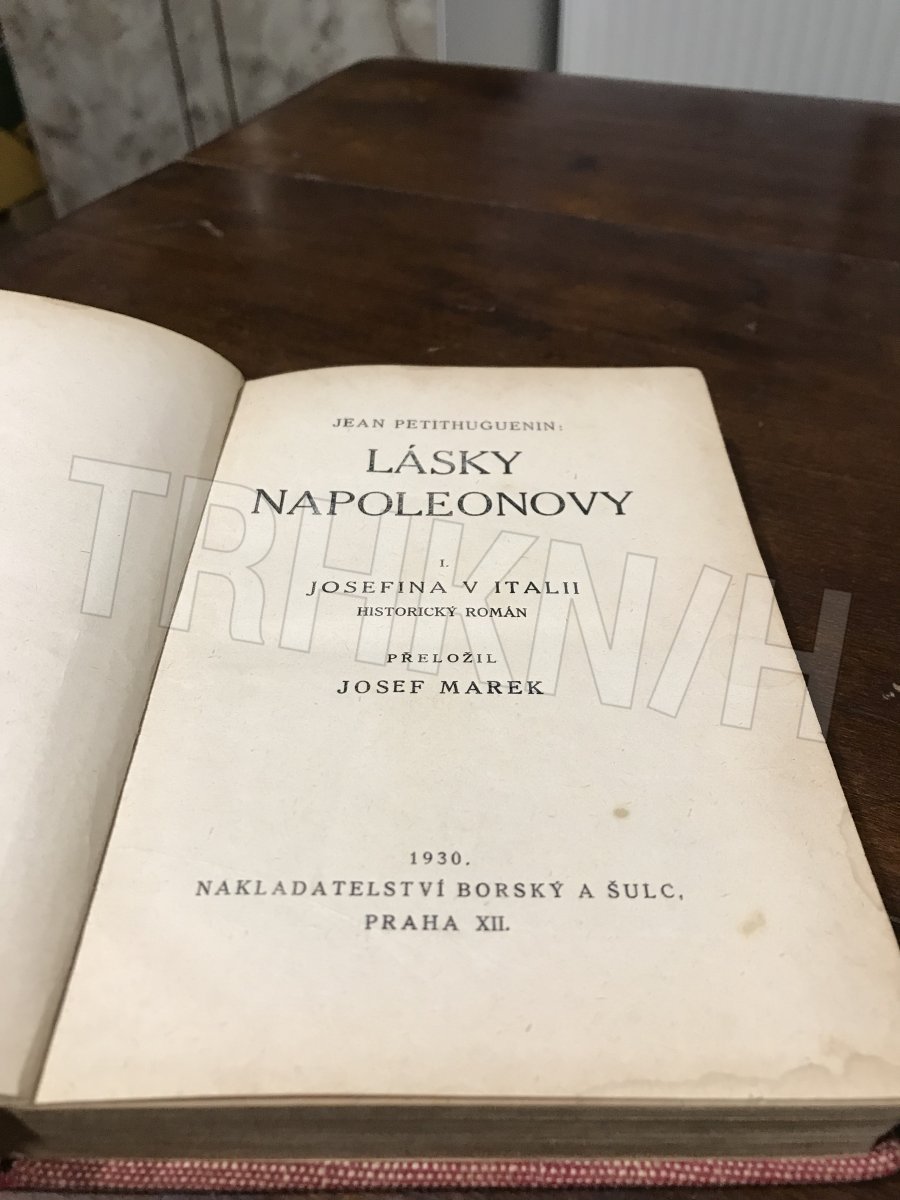 JEAN PETITHUGUENIN:
LÁSKY
NAPOLEONOVY
I.
JOSEFINA V ITALII
HISTORICKÝ ROMÁN
PŘELOŽIL
JOSEF MAREK
1930.
NAKLADATELSTVÍ BORSKÝ A ŠULC,
PRAHA XII.
TRHKNIH